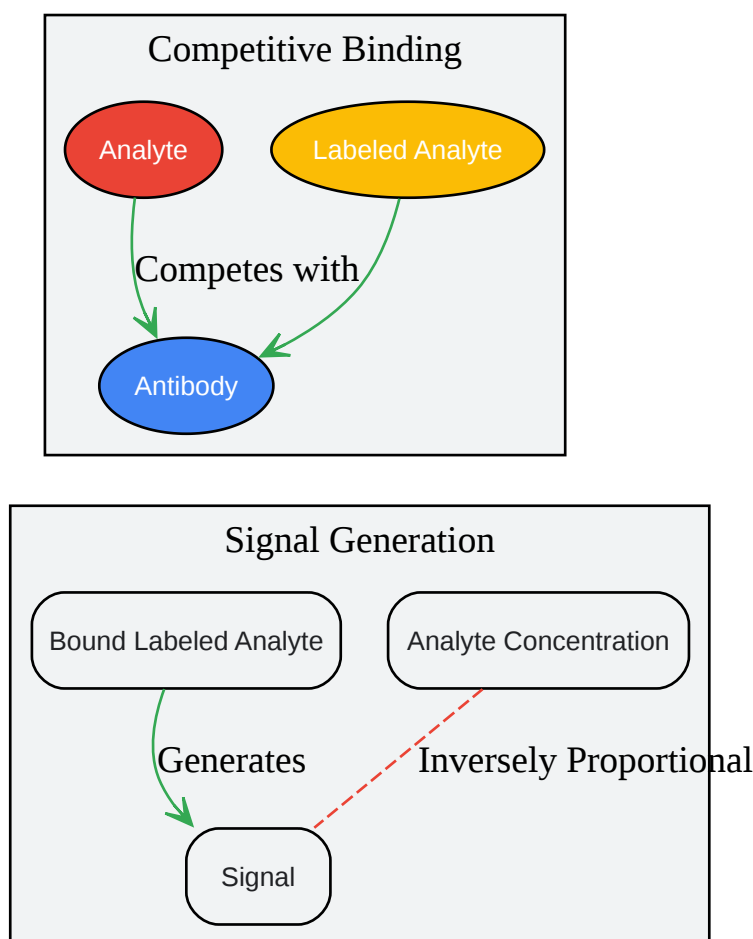 Competitive Binding
Analyte
Labeled Analyte
Competes with
Antibody
Signal Generation
Bound Labeled Analyte
Analyte Concentration
Generates
Inversely Proportional
Signal